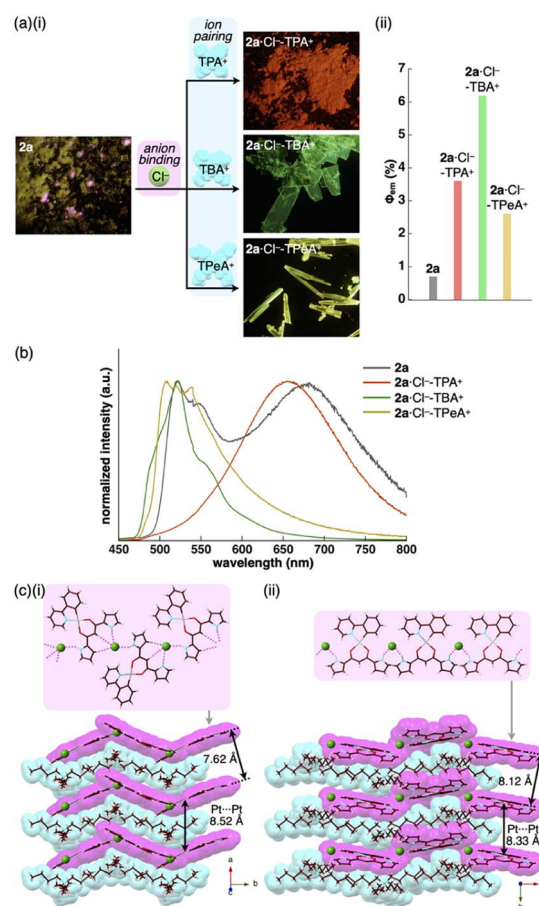 (a)(i)
ion
pairing
TPA⁺
2a·Cl⁻-TPA⁺
2a
anion
binding
Cl⁻
TBA⁺
2a·Cl⁻-TBA⁺
TPeA⁺
2a·Cl⁻-TPeA⁺
(ii)
7
6
5
4
3
2
1
0
Φem (%)
2a
2a·Cl⁻
-TPA⁺
2a·Cl⁻
-TBA⁺
2a·Cl⁻
-TPeA⁺
(b)
normalized intensity (a.u.)
2a
2a·Cl⁻-TPA⁺
2a·Cl⁻-TBA⁺
2a·Cl⁻-TPeA⁺
450 500 550 600 650 700 750 800
wavelength (nm)
(c)(i)
7.62 Å
Pt···Pt
8.52 Å
a
c
b
(ii)
8.12 Å
Pt···Pt
8.33 Å